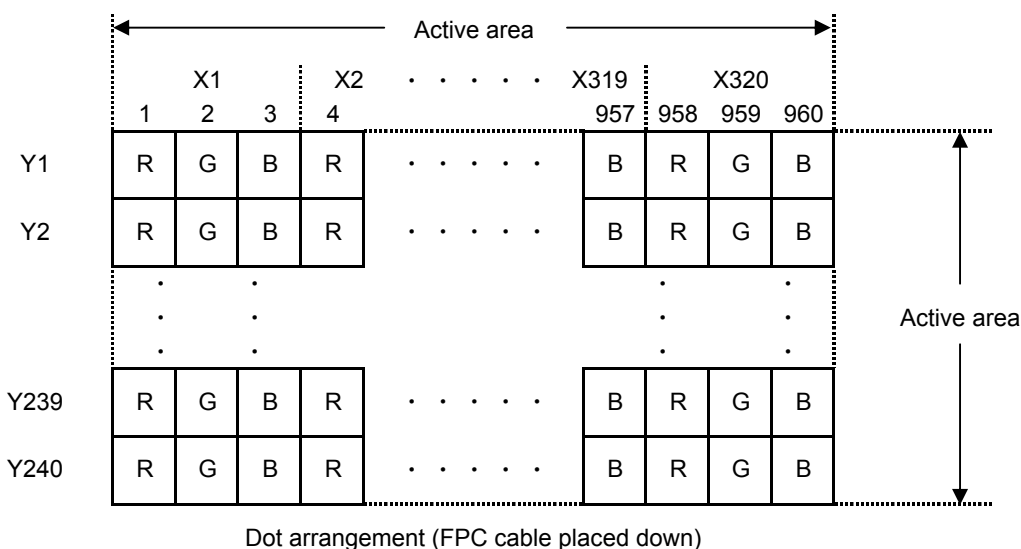 Active area
X1 X2 ・ ・ ・ ・ ・ X319 X320
1 2 3 4 957 958 959 960
Y1 R G B R ・ ・ ・ ・ ・ B R G B
Y2 R G B R ・ ・ ・ ・ ・ B R G B
・ ・ ・ ・
・ ・ ・ ・
Active area
・ ・ ・ ・
Y239 R G B R ・ ・ ・ ・ ・ B R G B
Y240 R G B R ・ ・ ・ ・ ・ B R G B
Dot arrangement (FPC cable placed down)